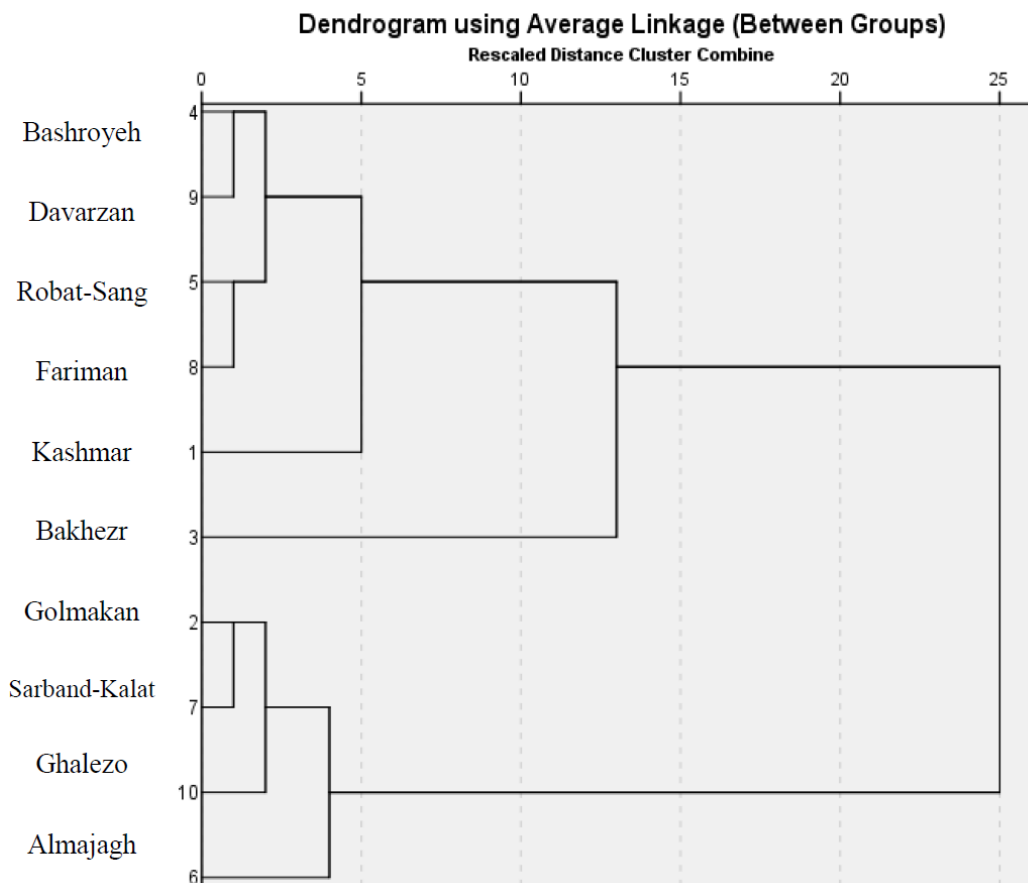 Dendrogram using Average Linkage (Between Groups)
Rescaled Distance Cluster Combine
0 5 10 15 20 25
Bashroyeh 4
Davarzan 9
Robat-Sang 5
Fariman 8
Kashmar 1
Bakhezr 3
Golmakan 2
Sarband-Kalat 7
Ghalezo 10
Almajagh 6